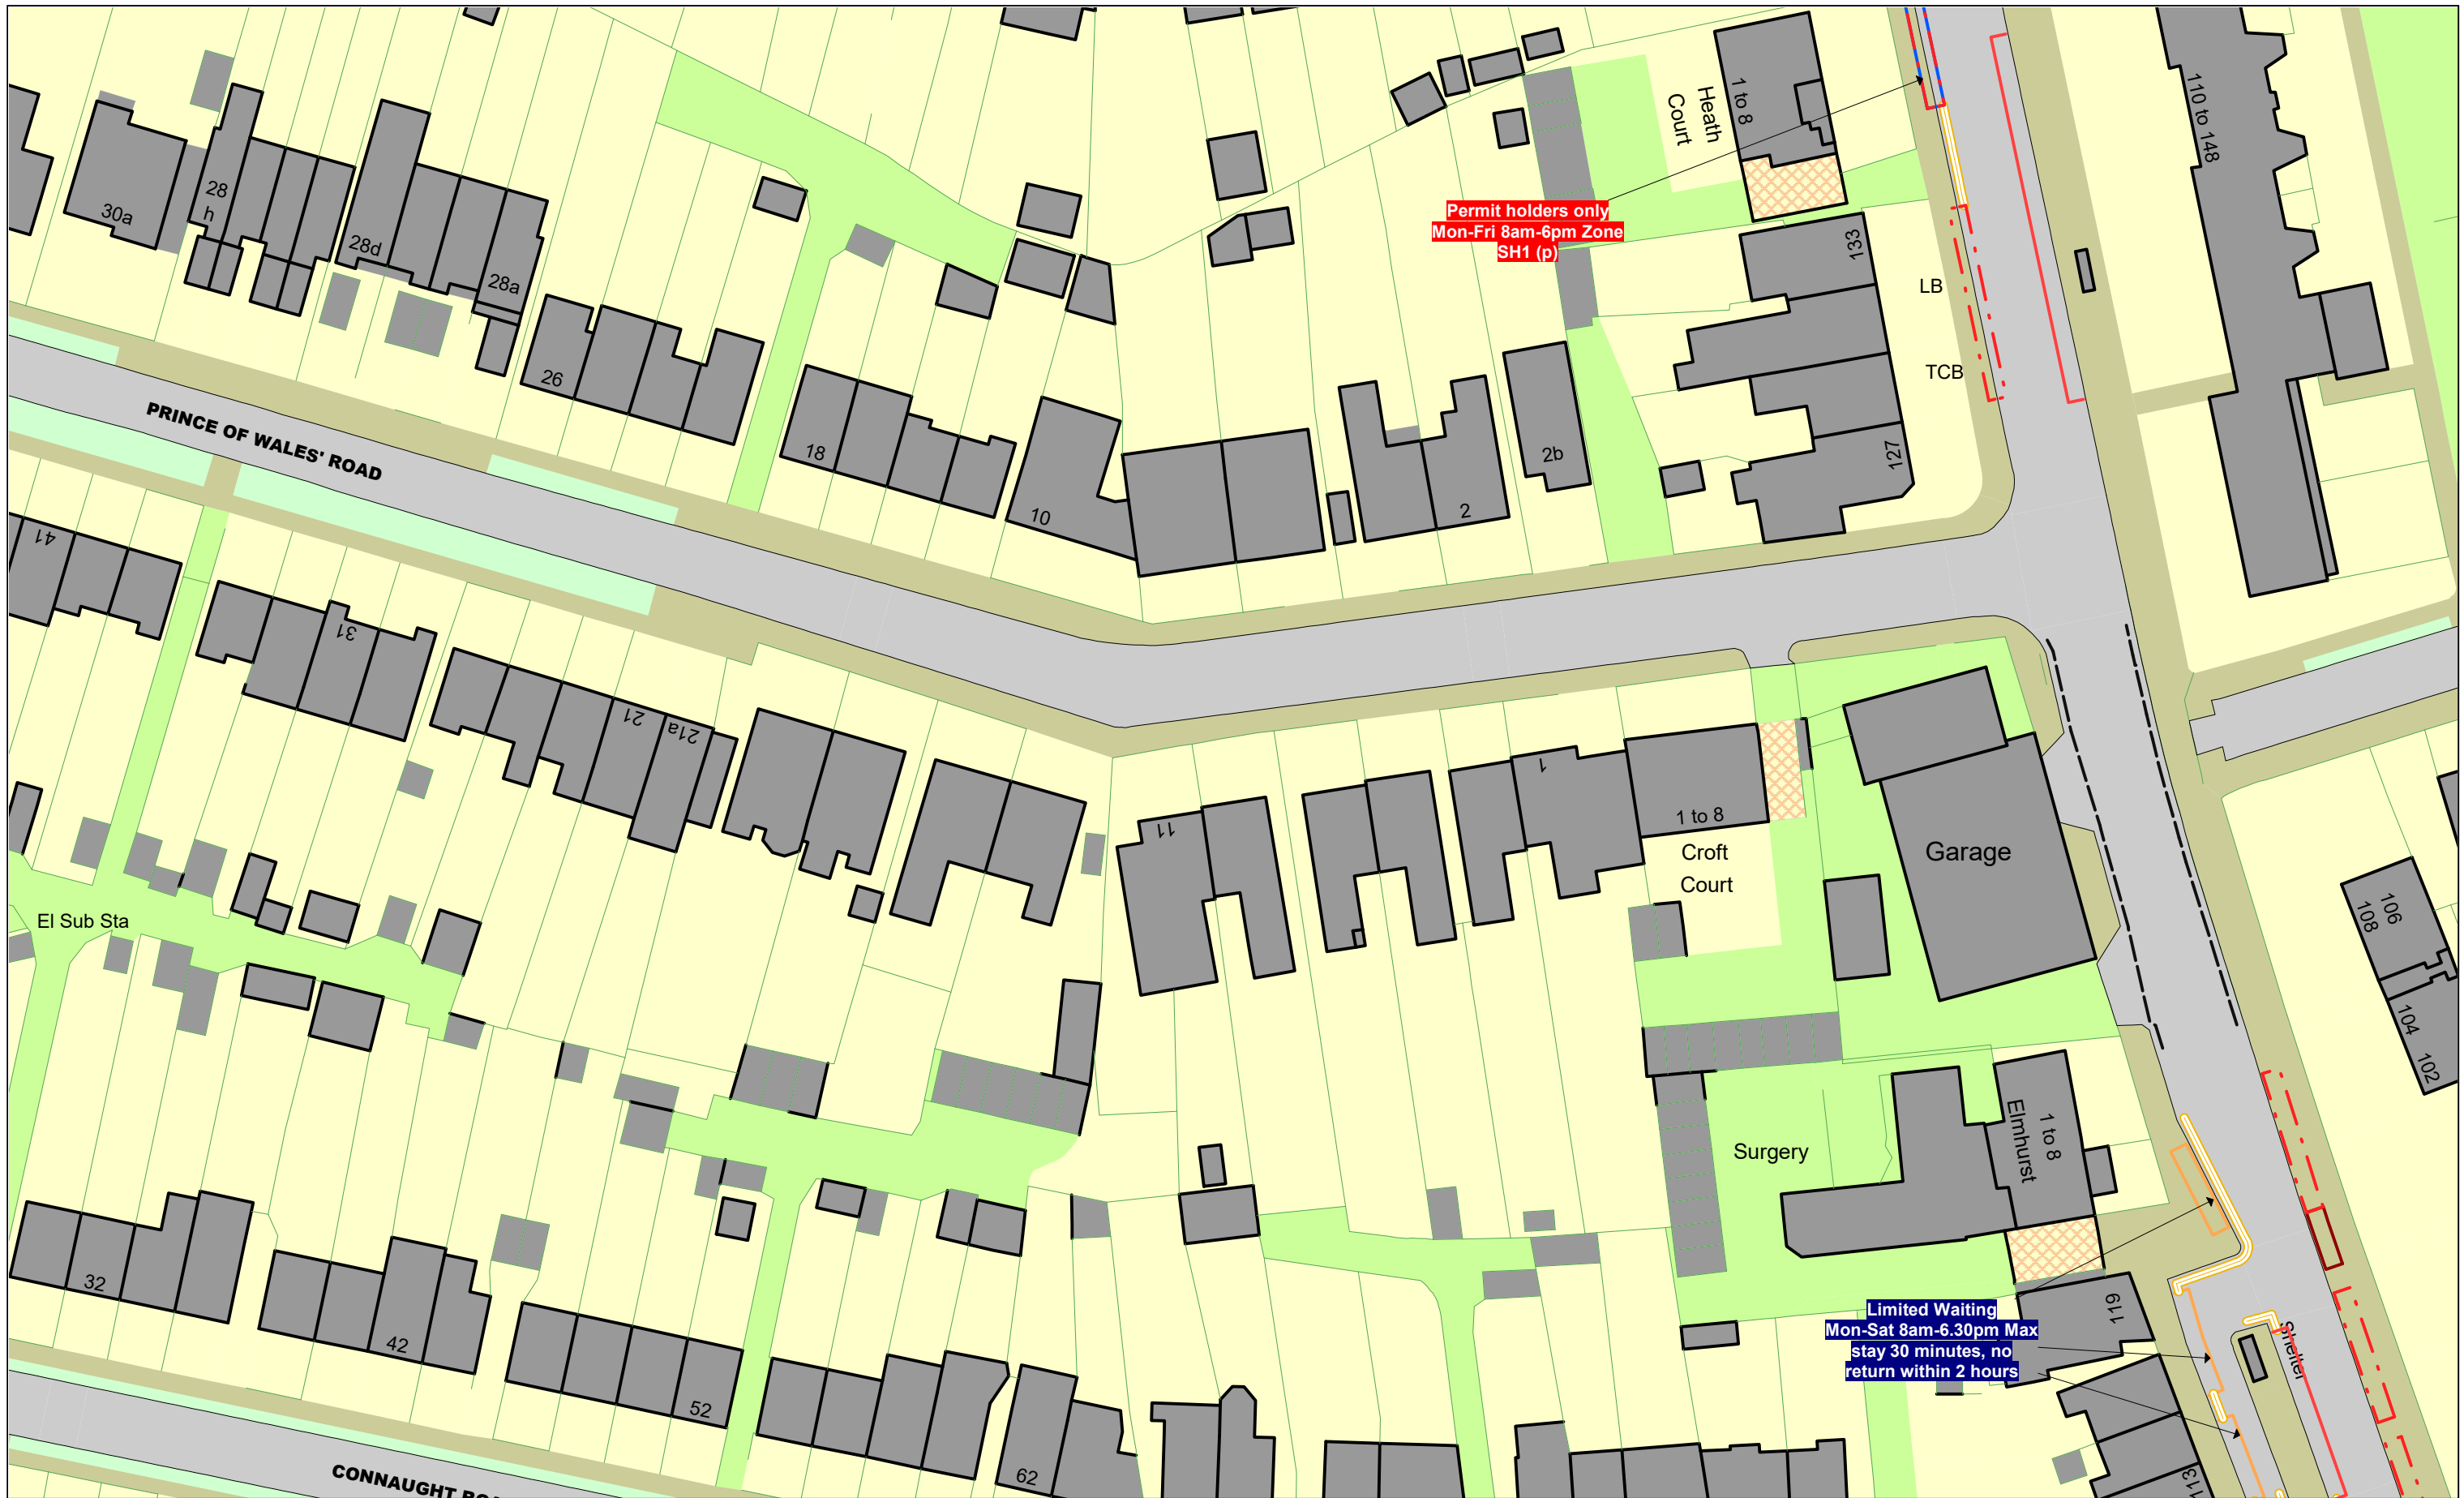 Heath
Court
1 to 8
110 to 148
30a
28
h
28d
28a
Permit holders only
Mon-Fri 8am-6pm Zone
SH1 (p)
133
LB
TCB
26
18
10
2
2b
127
PRINCE OF WALES' ROAD
41
31
21
21a
11
1
1 to 8
Croft
Court
Garage
106
108
104
102
El Sub Sta
Surgery
1 to 8
Elmhurst
32
42
52
62
119
Limited Waiting
Mon-Sat 8am-6.30pm Max
stay 30 minutes, no
return within 2 hours
Shelter
113
CONNAUGHT